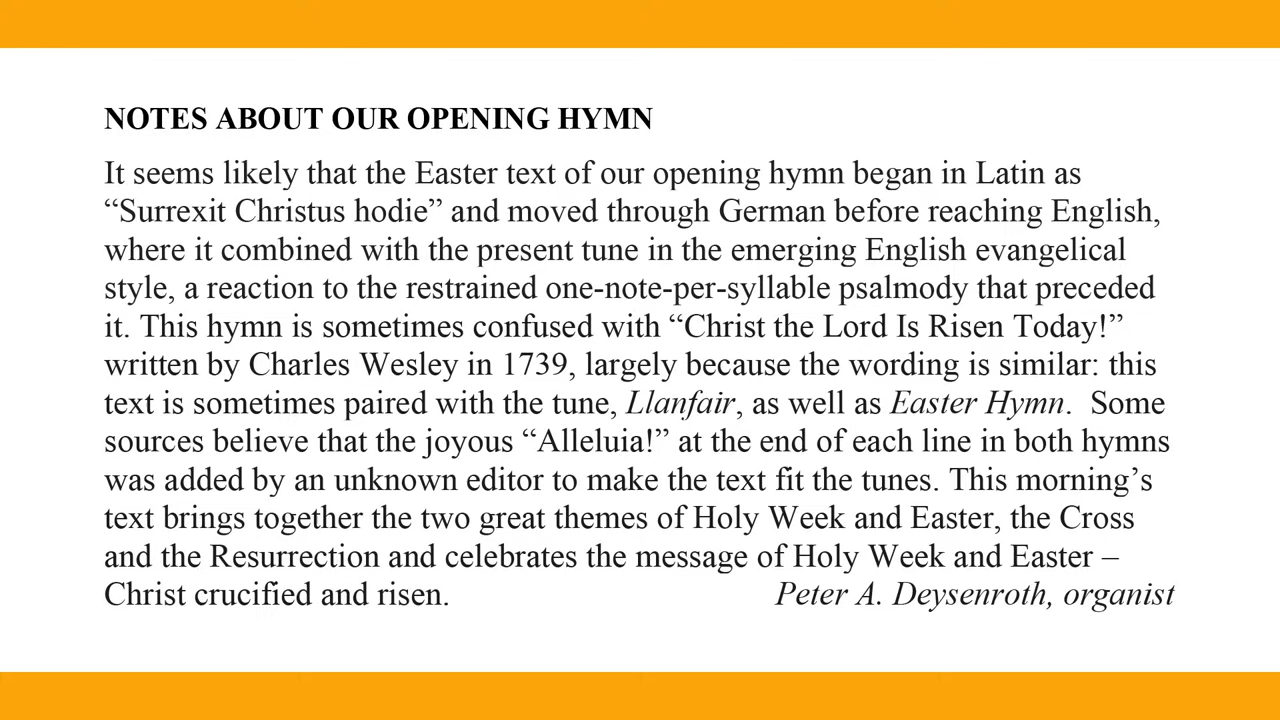 NOTES ABOUT OUR OPENING HYMN
It seems likely that the Easter text of our opening hymn began in Latin as
“Surrexit Christus hodie” and moved through German before reaching English,
where it combined with the present tune in the emerging English evangelical
style, a reaction to the restrained one-note-per-syllable psalmody that preceded
it. This hymn is sometimes confused with “Christ the Lord Is Risen Today!”
written by Charles Wesley in 1739, largely because the wording is similar: this
text is sometimes paired with the tune, Llanfair, as well as Easter Hymn.  Some
sources believe that the joyous “Alleluia!” at the end of each line in both hymns
was added by an unknown editor to make the text fit the tunes. This morning’s
text brings together the two great themes of Holy Week and Easter, the Cross
and the Resurrection and celebrates the message of Holy Week and Easter –
Christ crucified and risen. Peter A. Deysenroth, organist